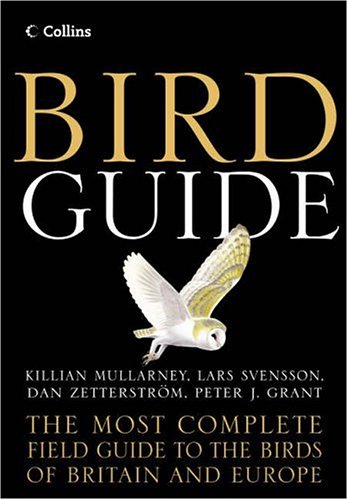 Collins
BIRD
GUIDE
KILLIAN MULLARNEY, LARS SVENSSON,
DAN ZETTERSTRÖM, PETER J. GRANT
THE MOST COMPLETE
FIELD GUIDE TO THE BIRDS
OF BRITAIN AND EUROPE